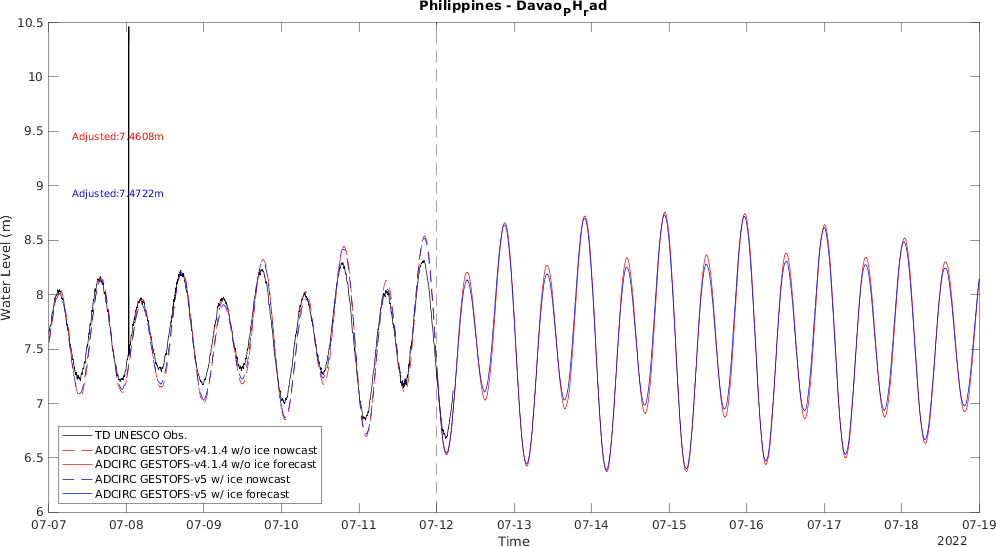 Philippines - Davao_PH_rad
10.5
10
9.5
9
8.5
8
7.5
7
6.5
6
Water Level (m)
Adjusted:7.4608m
Adjusted:7.4722m
TD UNESCO Obs.
ADCIRC GESTOFS-v4.1.4 w/o ice nowcast
ADCIRC GESTOFS-v4.1.4 w/o ice forecast
ADCIRC GESTOFS-v5 w/ ice nowcast
ADCIRC GESTOFS-v5 w/ ice forecast
07-07 07-08 07-09 07-10 07-11 07-12 07-13 07-14 07-15 07-16 07-17 07-18 07-19
Time
2022